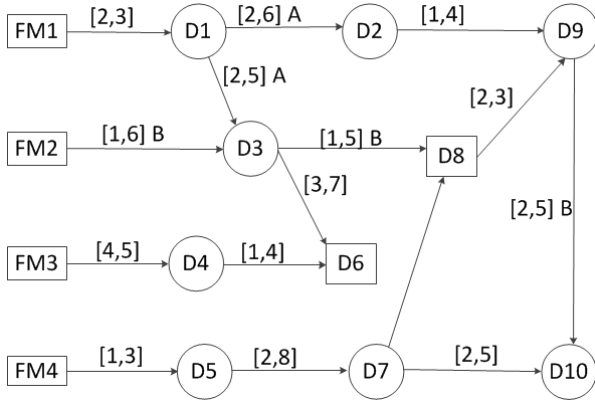 FM1 [2,3] D1 [2,6] A D2 [1,4] D9
[2,5] A
[2,3]
FM2 [1,6] B D3 [1,5] B D8
[3,7]
[2,5] B
FM3 [4,5] D4 [1,4] D6
FM4 [1,3] D5 [2,8] D7 [2,5] D10